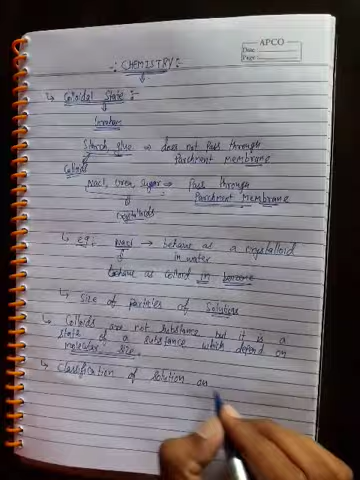 APCO
Date:
Page:
-: CHEMISTRY :-
↳ Colloidal State :-
Graham
Starch, glue ⇒ does not Pass through
Parchment membrane
Colloids
NaCl, Urea, Sugar ⇒ Pass through
Parchment Membrane
Crystalloids
↳ eg. NaCl → behave as a crystalloid
in water
behave as colloid in benzene
↳ Size of particles of Solutions
↳ Colloids are not substance but it is a
state of a substance which depend on
molecular size.
↳ Classification of Solution on